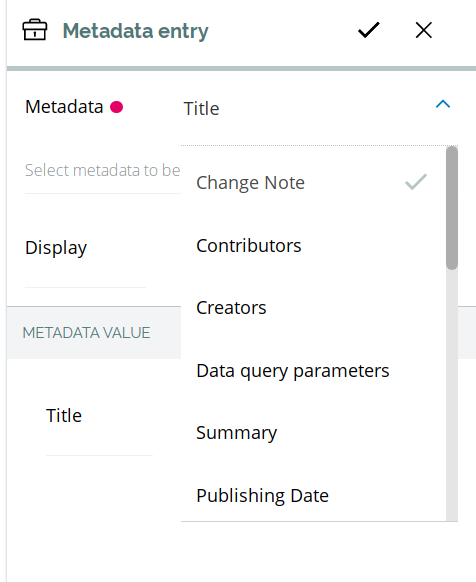 Metadata entry
Metadata
Title
Select metadata to be
Change Note
Contributors
Display
Creators
METADATA VALUE
Data query parameters
Title
Summary
Publishing Date